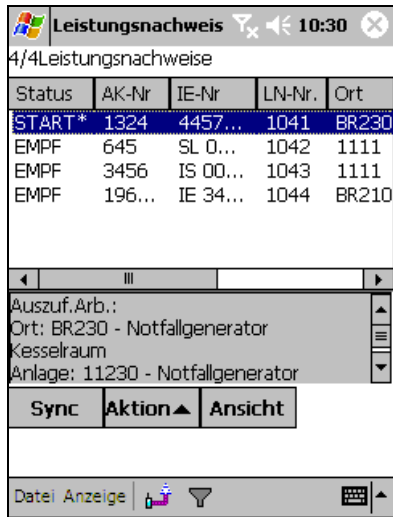 Leistungsnachweis 10:30
4/4Leistungsnachweise
Status AK-Nr IE-Nr LN-Nr. Ort
START* 1324 4457... 1041 BR230
EMPF 645 SL 0... 1042 1111
EMPF 3456 IS 00... 1043 1111
EMPF 196... IE 34... 1044 BR210
Auszuf.Arb.:
Ort: BR230 - Notfallgenerator
Kesselraum
Anlage: 11230 - Notfallgenerator
Sync Aktion Ansicht
Datei Anzeige